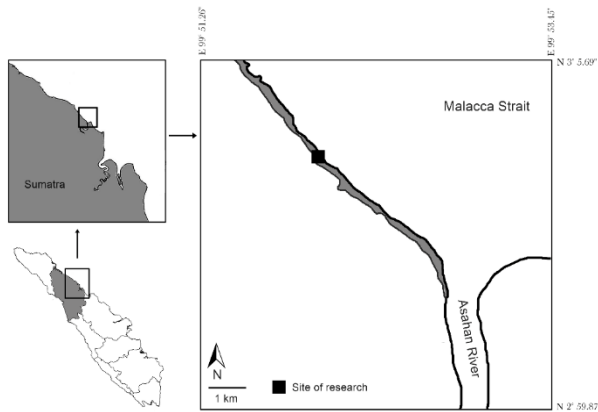 E 99˚ 51.26"
E 99˚ 53.45"
N 3˚ 5.69"
Malacca Strait
Sumatra
Asahan River
N
1 km
Site of research
N 2˚ 59.87